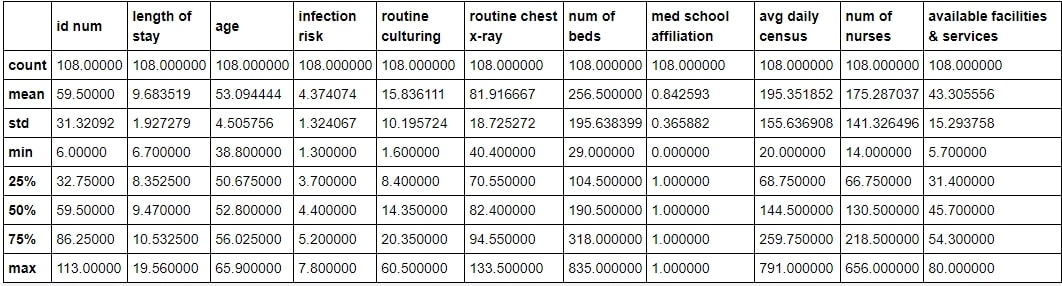 id num length of stay age infection risk routine culturing routine chest x-ray num of beds med school affiliation avg daily census num of nurses available facilities & services
count 108.00000 108.000000 108.000000 108.000000 108.000000 108.000000 108.000000 108.000000 108.000000 108.000000 108.000000
mean 59.50000 9.683519 53.094444 4.374074 15.836111 81.916667 256.500000 0.842593 195.351852 175.287037 43.305556
std 31.32092 1.927279 4.505756 1.324067 10.195724 18.725272 195.638399 0.365882 155.636908 141.326496 15.293758
min 6.00000 6.700000 38.800000 1.300000 1.600000 40.400000 29.000000 0.000000 20.000000 14.000000 5.700000
25% 32.75000 8.352500 50.675000 3.700000 8.400000 70.550000 104.500000 1.000000 68.750000 66.750000 31.400000
50% 59.50000 9.470000 52.800000 4.400000 14.350000 82.400000 190.500000 1.000000 144.500000 130.500000 45.700000
75% 86.25000 10.532500 56.025000 5.200000 20.350000 94.550000 318.000000 1.000000 259.750000 218.500000 54.300000
max 113.00000 19.560000 65.900000 7.800000 60.500000 133.500000 835.000000 1.000000 791.000000 656.000000 80.000000